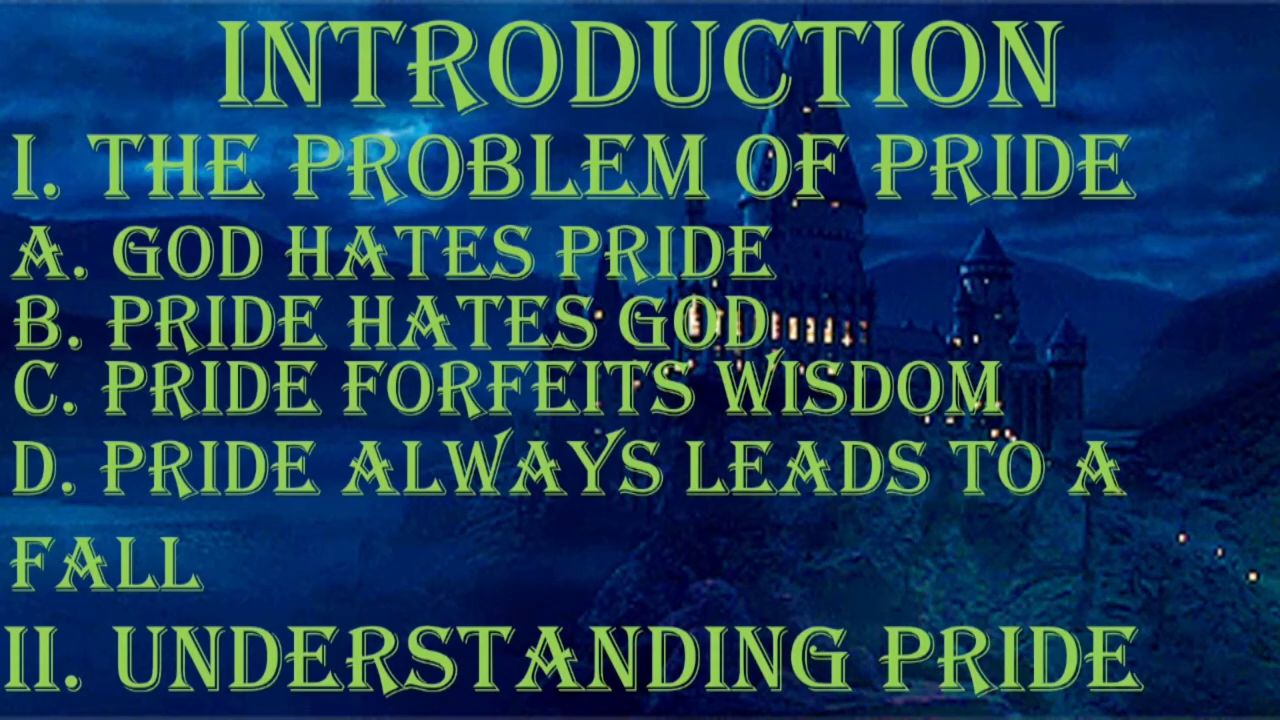 INTRODUCTION
I. THE PROBLEM OF PRIDE
A. GOD HATES PRIDE
B. PRIDE HATES GOD
C. PRIDE FORFEITS WISDOM
D. PRIDE ALWAYS LEADS TO A
FALL
II. UNDERSTANDING PRIDE